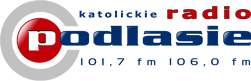 katolickie radio
podlasie
101,7 fm 106,0 fm